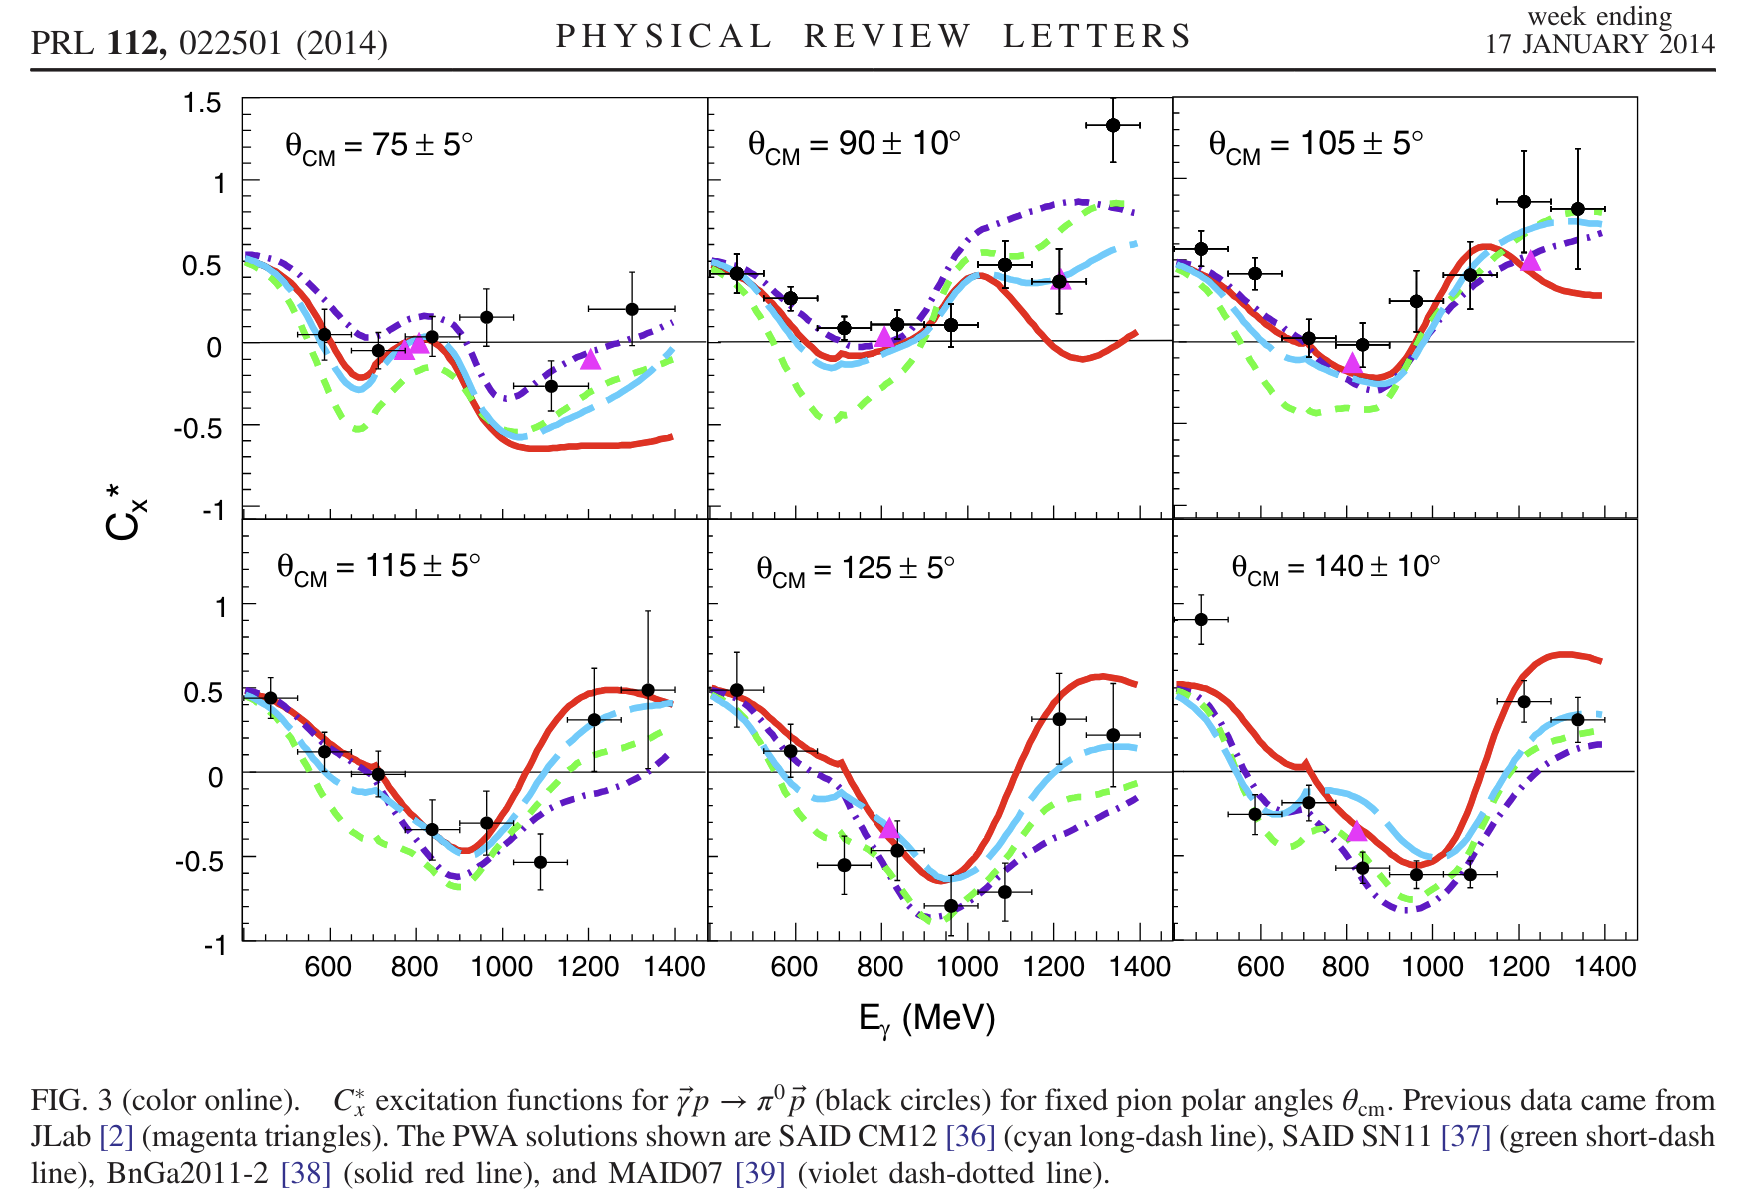 PRL 112, 022501 (2014)
PHYSICAL REVIEW LETTERS
week ending
17 JANUARY 2014
1.5
1
0.5
0
-0.5
-1
θCM = 75 ± 5°
θCM = 90 ± 10°
θCM = 105 ± 5°
Cx*
1
0.5
0
-0.5
-1
θCM = 115 ± 5°
θCM = 125 ± 5°
θCM = 140 ± 10°
600 800 1000 1200 1400
600 800 1000 1200 1400
600 800 1000 1200 1400
Eγ (MeV)
FIG. 3 (color online). C*x excitation functions for γ⃗p → π⁰p⃗ (black circles) for fixed pion polar angles θcm. Previous data came from
JLab [2] (magenta triangles). The PWA solutions shown are SAID CM12 [36] (cyan long-dash line), SAID SN11 [37] (green short-dash
line), BnGa2011-2 [38] (solid red line), and MAID07 [39] (violet dash-dotted line).